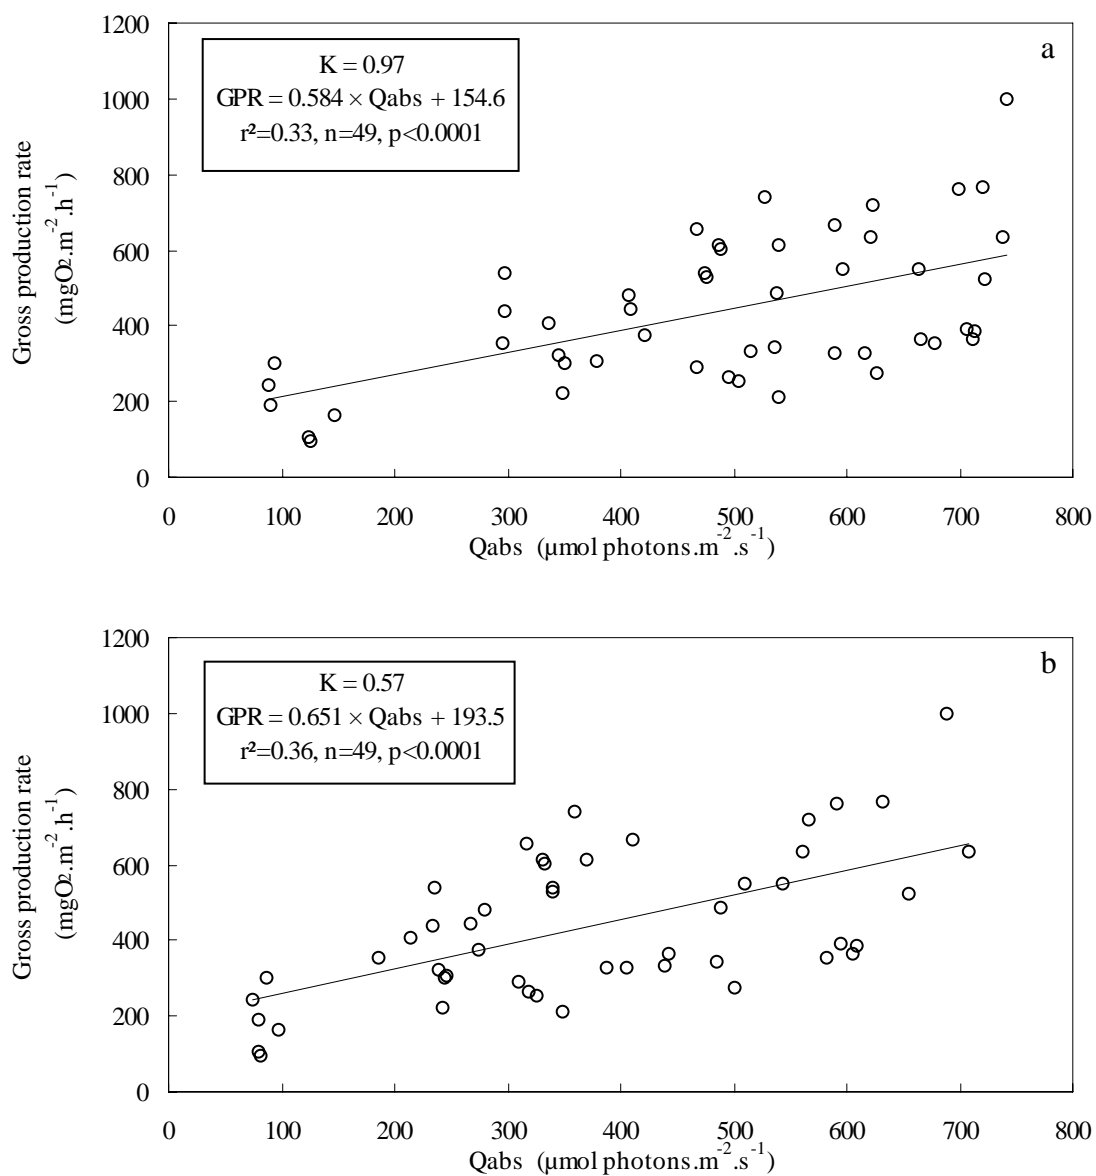 1200
1000
800
600
400
200
0
Gross production rate
(mgO₂.m⁻².h⁻¹)
K = 0.97
GPR = 0.584 × Qabs + 154.6
r²=0.33, n=49, p<0.0001
a
0 100 200 300 400 500 600 700 800
Qabs (µmol photons.m⁻².s⁻¹)
1200
1000
800
600
400
200
0
Gross production rate
(mgO₂.m⁻².h⁻¹)
K = 0.57
GPR = 0.651 × Qabs + 193.5
r²=0.36, n=49, p<0.0001
b
0 100 200 300 400 500 600 700 800
Qabs (µmol photons.m⁻².s⁻¹)